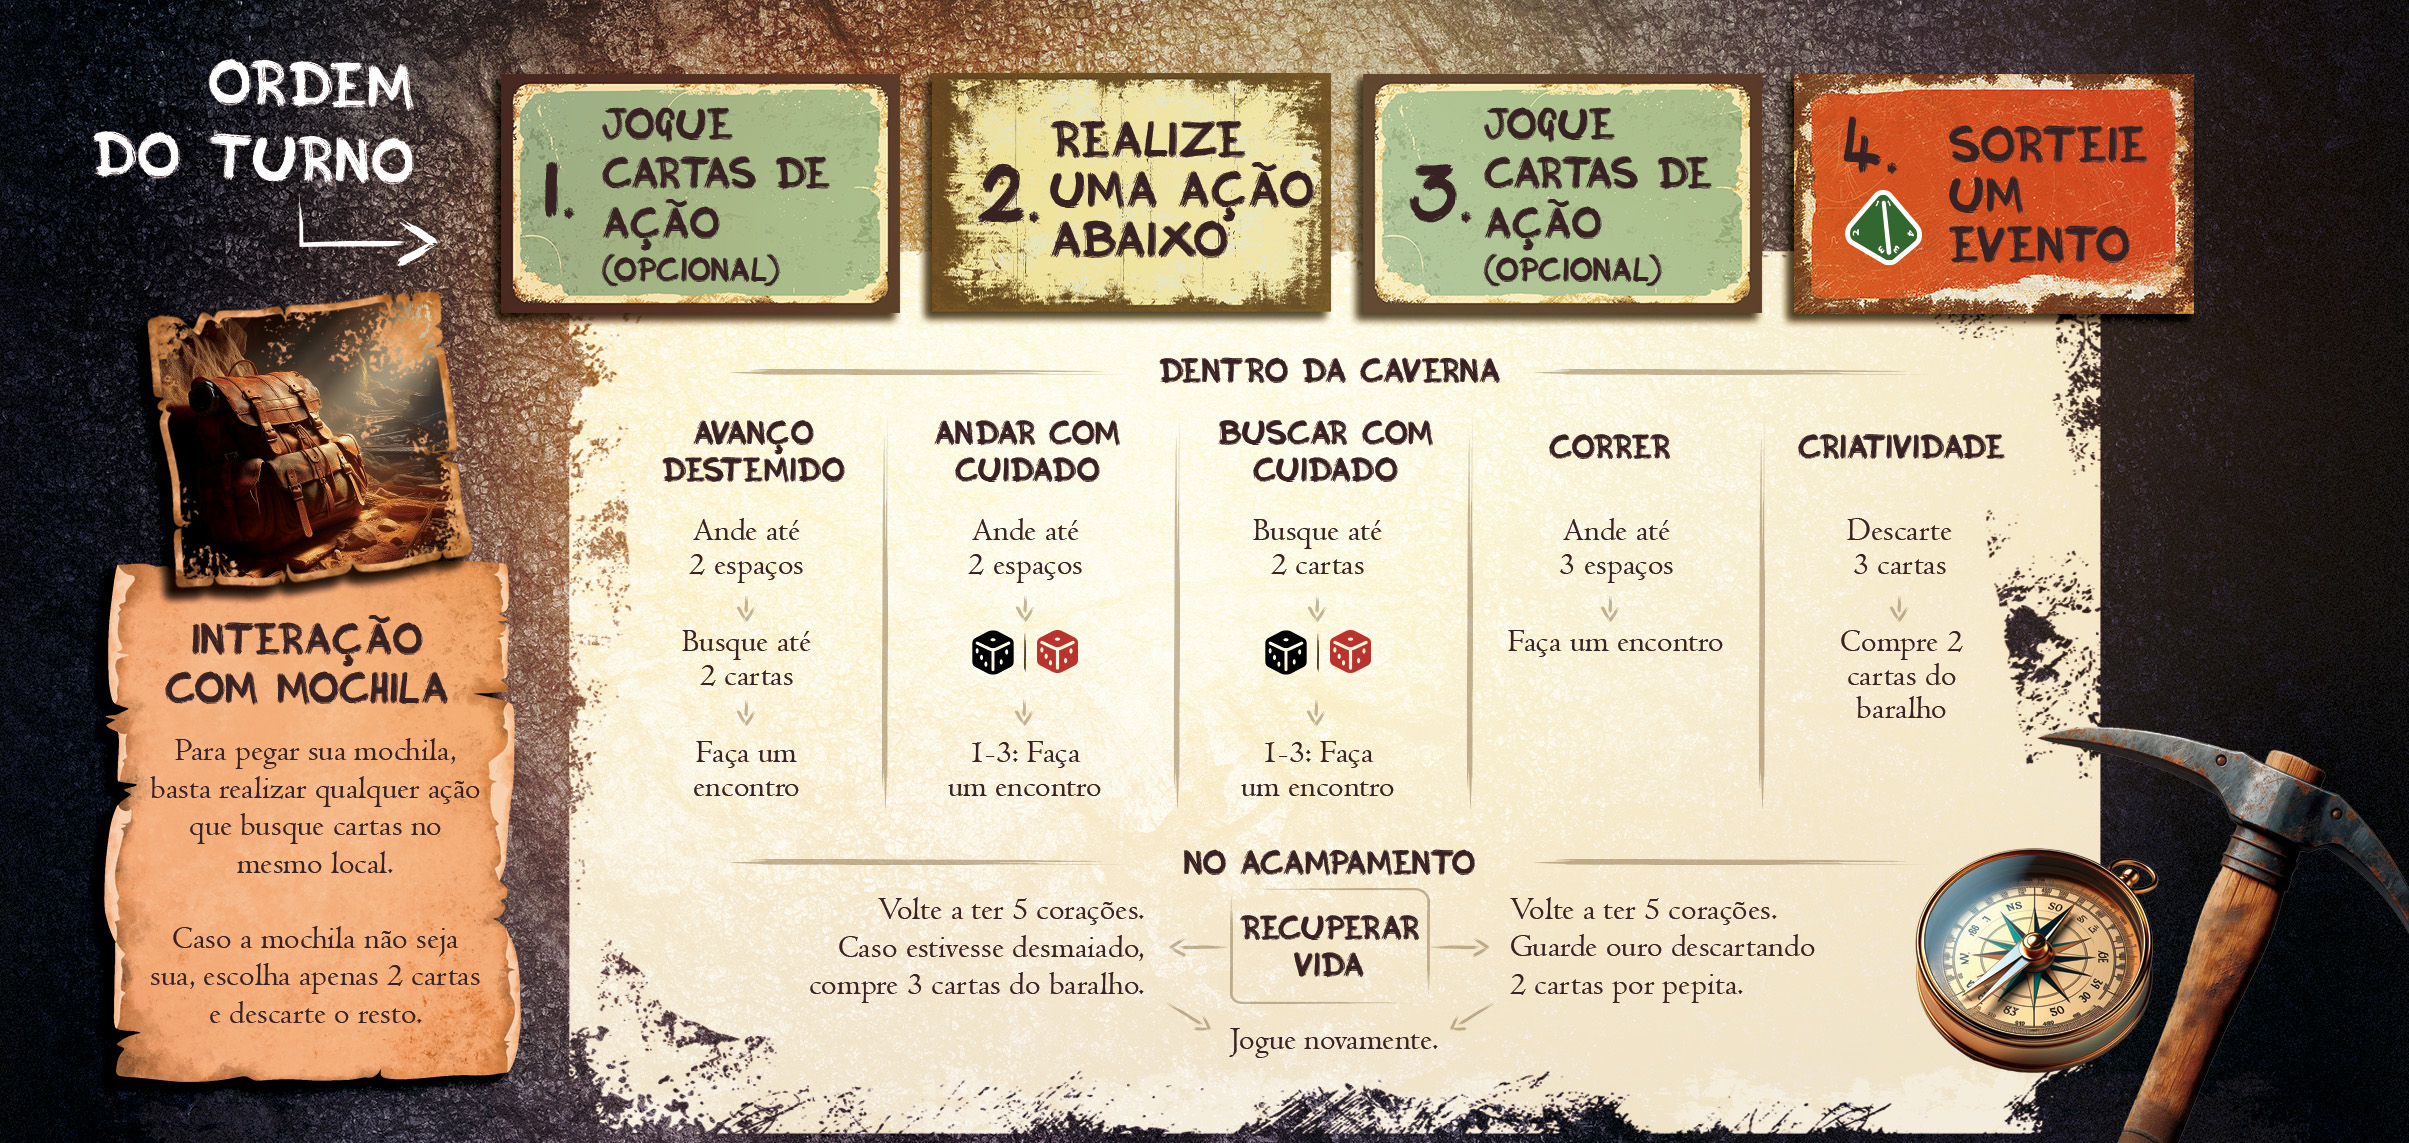 ORDEM
DO TURNO
1. JOGUE
CARTAS DE
AÇÃO
(OPCIONAL)
2. REALIZE
UMA AÇÃO
ABAIXO
3. JOGUE
CARTAS DE
AÇÃO
(OPCIONAL)
4. SORTEIE
UM
EVENTO
DENTRO DA CAVERNA
AVANÇO
DESTEMIDO
Ande até
2 espaços
Busque até
2 cartas
Faça um
encontro
ANDAR COM
CUIDADO
Ande até
2 espaços
1-3: Faça
um encontro
BUSCAR COM
CUIDADO
Busque até
2 cartas
1-3: Faça
um encontro
CORRER
Ande até
3 espaços
Faça um encontro
CRIATIVIDADE
Descarte
3 cartas
Compre 2
cartas do
baralho
NO ACAMPAMENTO
Volte a ter 5 corações.
Caso estivesse desmaiado,
compre 3 cartas do baralho.
RECUPERAR
VIDA
Volte a ter 5 corações.
Guarde ouro descartando
2 cartas por pepita.
Jogue novamente.
INTERAÇÃO
COM MOCHILA
Para pegar sua mochila,
basta realizar qualquer ação
que busque cartas no
mesmo local.
Caso a mochila não seja
sua, escolha apenas 2 cartas
e descarte o resto.